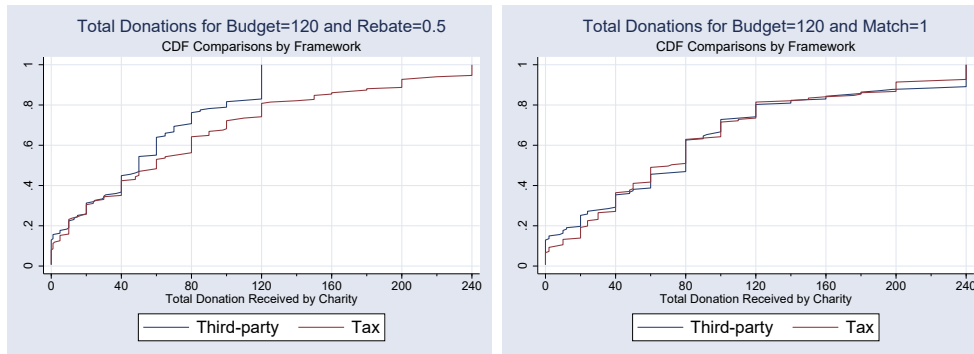 Total Donations for Budget=120 and Rebate=0.5
CDF Comparisons by Framework
1
.8
.6
.4
.2
0
0 40 80 120 160 200 240
Total Donation Received by Charity
Third-party Tax
Total Donations for Budget=120 and Match=1
CDF Comparisons by Framework
1
.8
.6
.4
.2
0
0 40 80 120 160 200 240
Total Donation Received by Charity
Third-party Tax